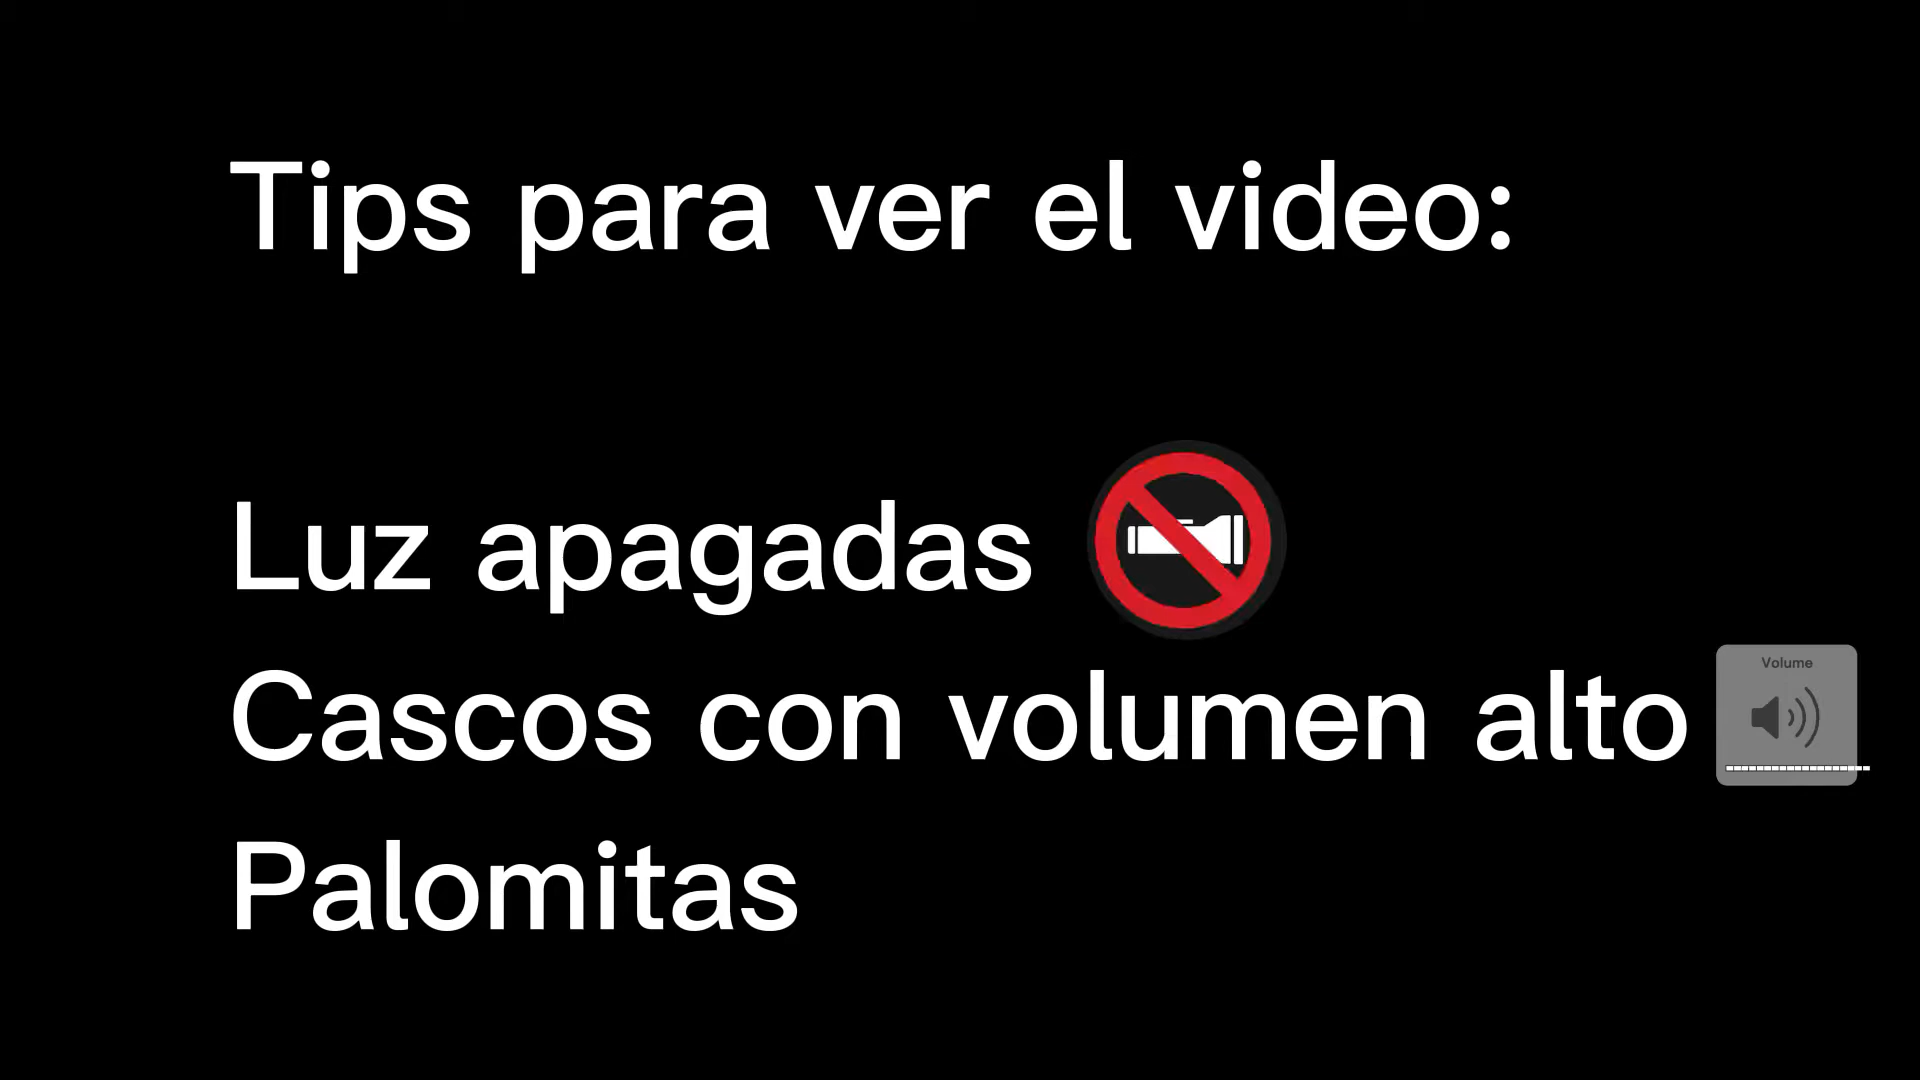 Tips para ver el video:
Luz apagadas
Cascos con volumen alto
Volume
Palomitas